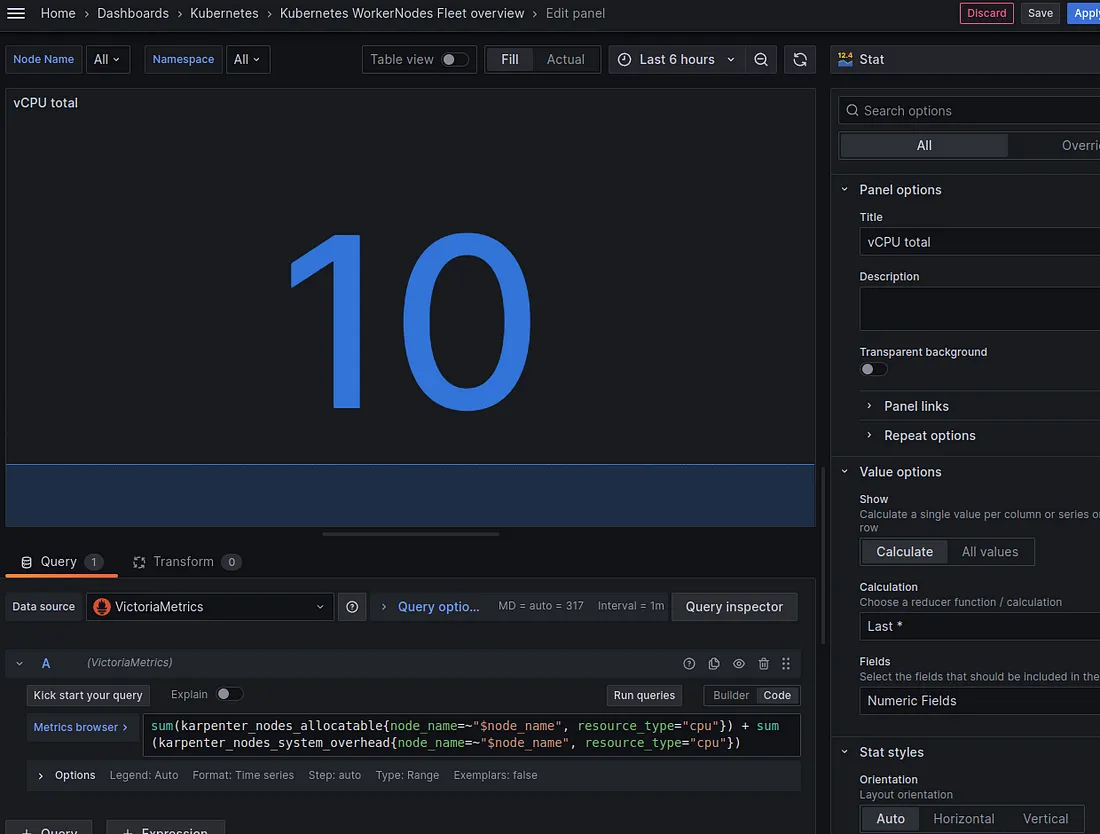 Home > Dashboards > Kubernetes > Kubernetes WorkerNodes Fleet overview > Edit panel
Discard Save Apply
Node Name All Namespace All
Table view Fill Actual Last 6 hours
12.4 Stat
vCPU total
10
Search options
All Overri
Panel options
Title
vCPU total
Description
Transparent background
Panel links
Repeat options
Value options
Show
Calculate a single value per column or series o
row
Calculate All values
Calculation
Choose a reducer function / calculation
Last *
Fields
Select the fields that should be included in the
Numeric Fields
Stat styles
Orientation
Layout orientation
Auto Horizontal Vertical
Query 1 Transform 0
Data source VictoriaMetrics Query optio... MD = auto = 317 Interval = 1m Query inspector
A (VictoriaMetrics)
Kick start your query Explain Run queries Builder Code
Metrics browser > sum(karpenter_nodes_allocatable{node_name=~"$node_name", resource_type="cpu"}) + sum
(karpenter_nodes_system_overhead{node_name=~"$node_name", resource_type="cpu"})
Options Legend: Auto Format: Time series Step: auto Type: Range Exemplars: false
+ Query + Expression